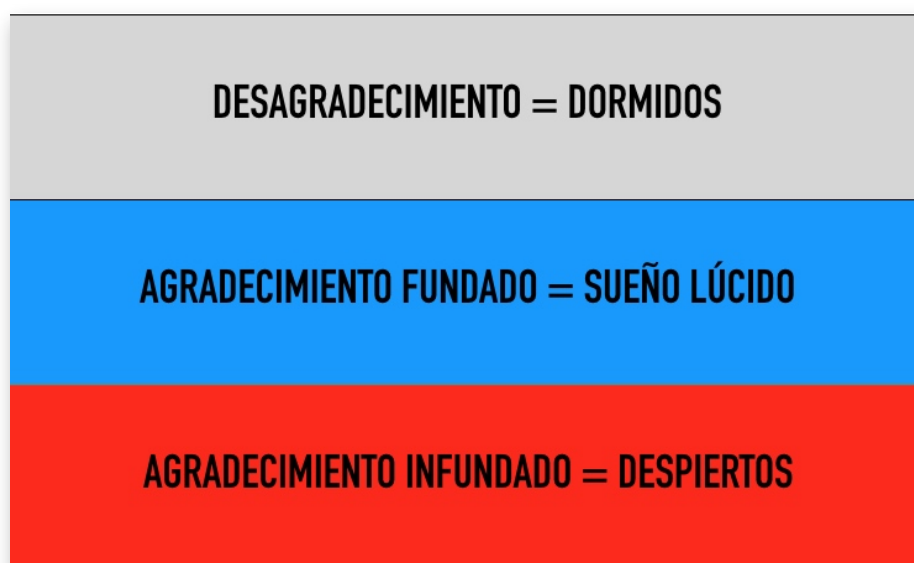 DESAGRADECIMIENTO = DORMIDOS
AGRADECIMIENTO FUNDADO = SUEÑO LÚCIDO
AGRADECIMIENTO INFUNDADO = DESPIERTOS